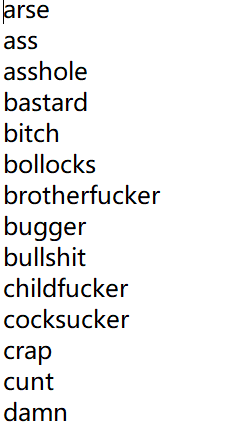 arse
ass
asshole
bastard
bitch
bollocks
brotherfucker
bugger
bullshit
childfucker
cocksucker
crap
cunt
damn